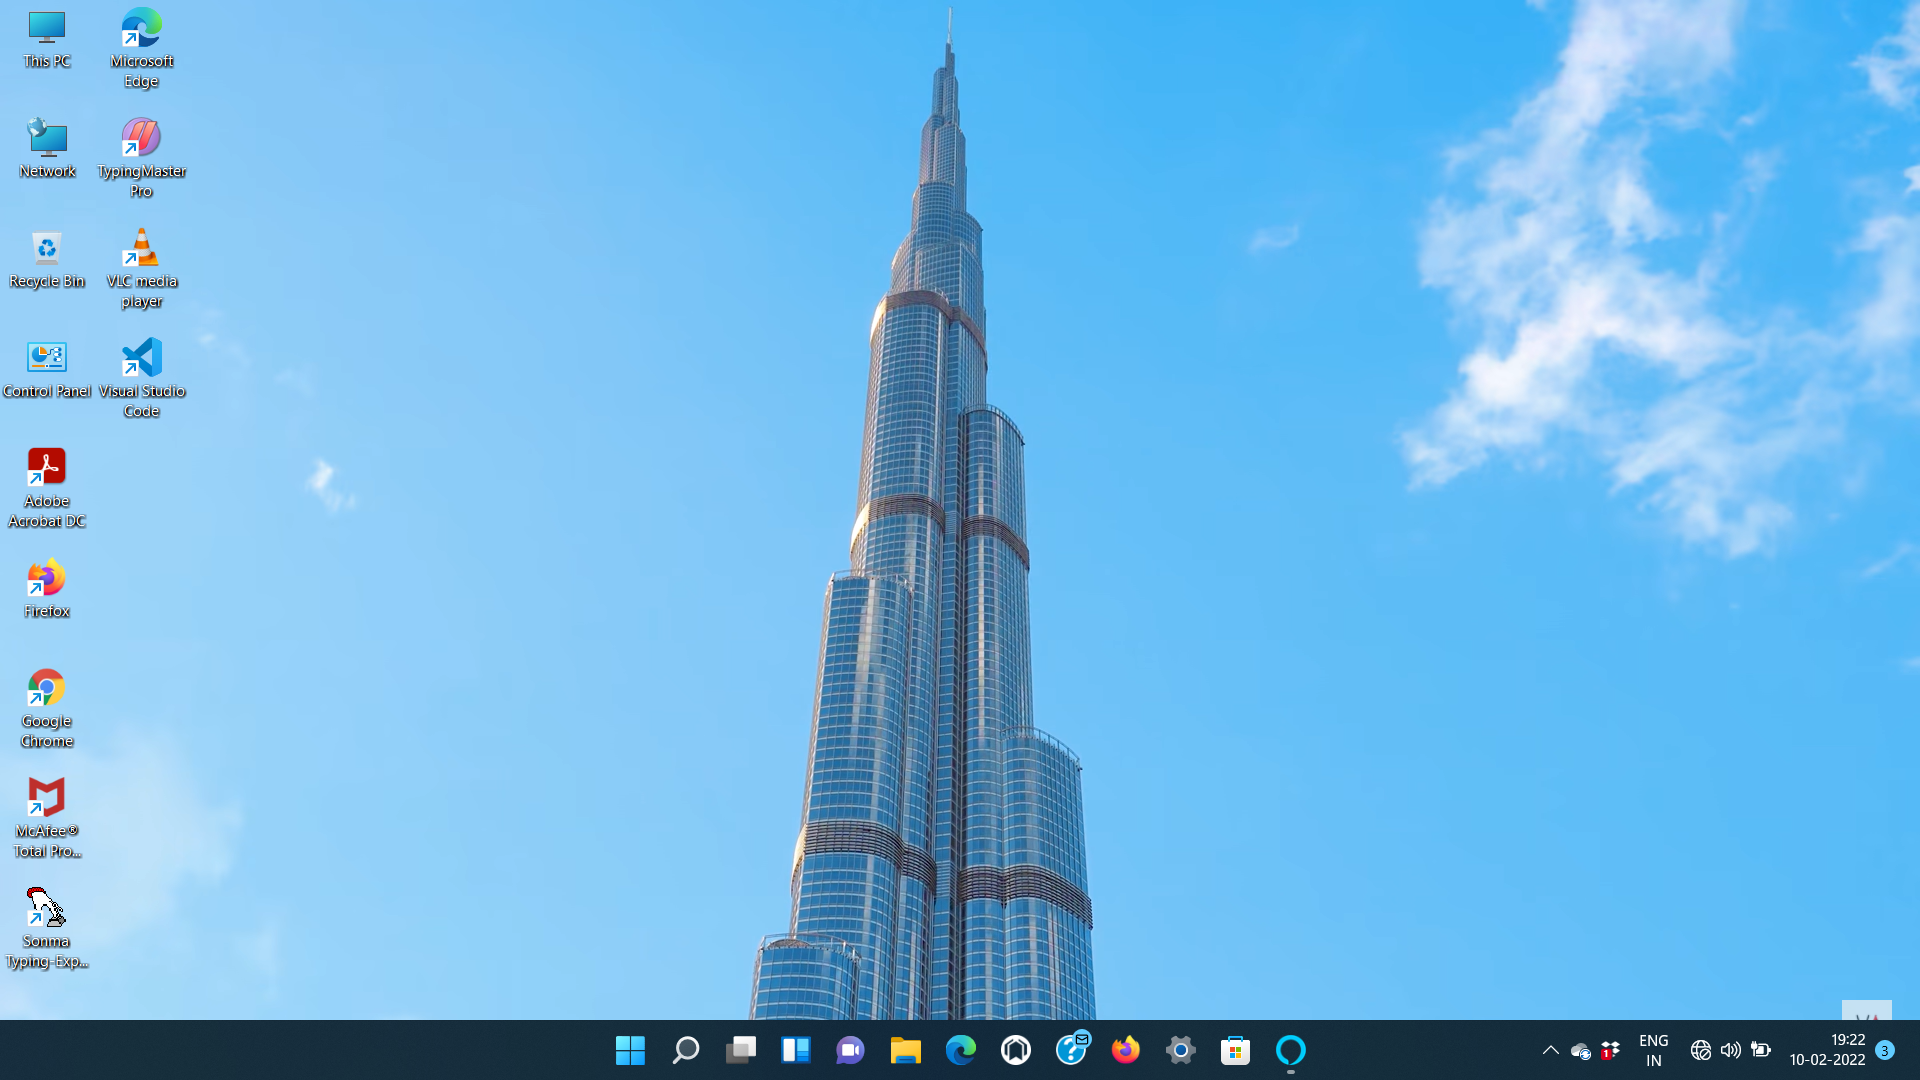 This PC
Microsoft
Edge
Network
TypingMaster
Pro
Recycle Bin
VLC media
player
Control Panel
Visual Studio
Code
Adobe
Acrobat DC
Firefox
Google
Chrome
McAfee®
Total Pro...
Sonma
Typing-Exp...
1
ENG
IN
19:22
10-02-2022
3